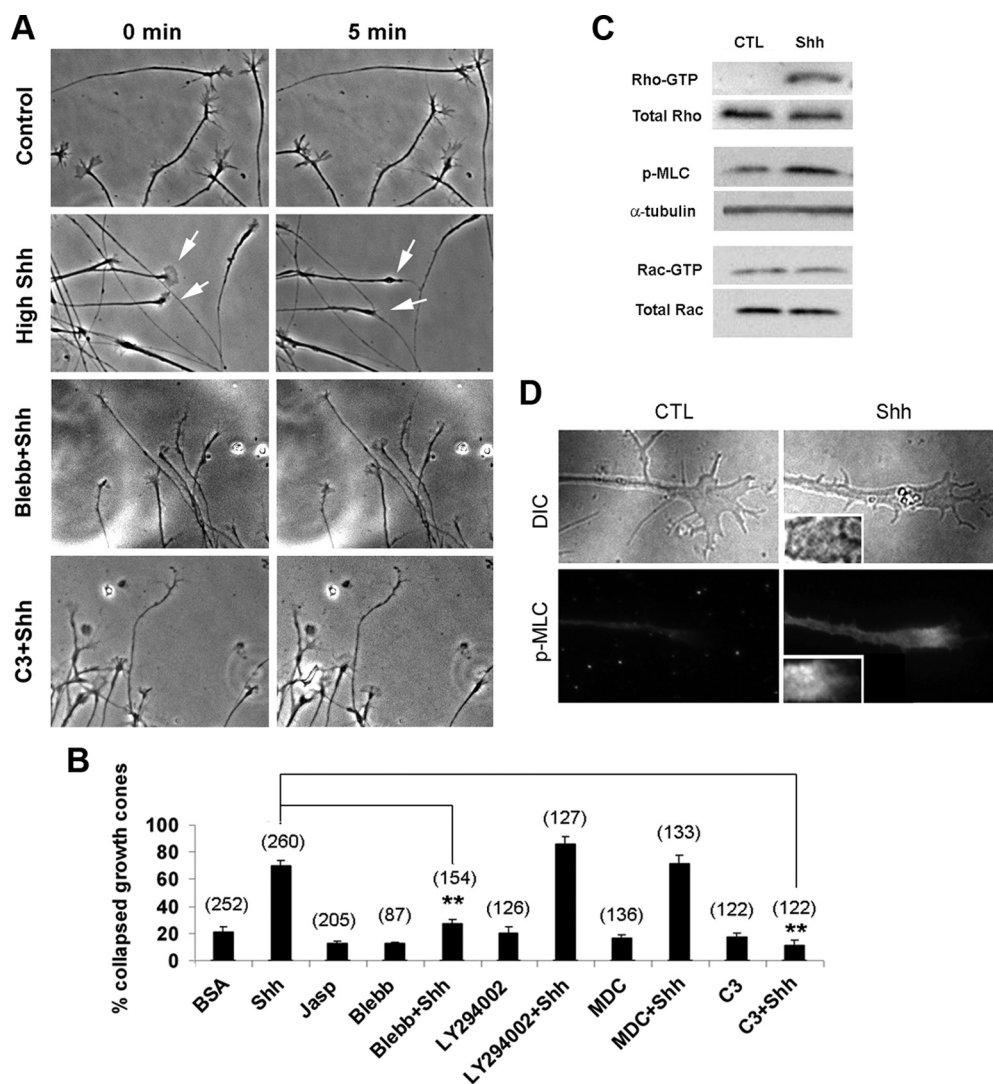 A
0 min 5 min
Control
High Shh
Blebb+Shh
C3+Shh
B
% collapsed growth cones
100
80
60
40
20
0
(252)
(260)
(205)
(87)
(154)
**
(126)
(127)
(136)
(133)
(122)
(122)
**
BSA
Shh
Jasp
Blebb
Blebb+Shh
LY294002
LY294002+Shh
MDC
MDC+Shh
C3
C3+Shh
C
CTL Shh
Rho-GTP
Total Rho
p-MLC
α-tubulin
Rac-GTP
Total Rac
D
CTL Shh
DIC
p-MLC